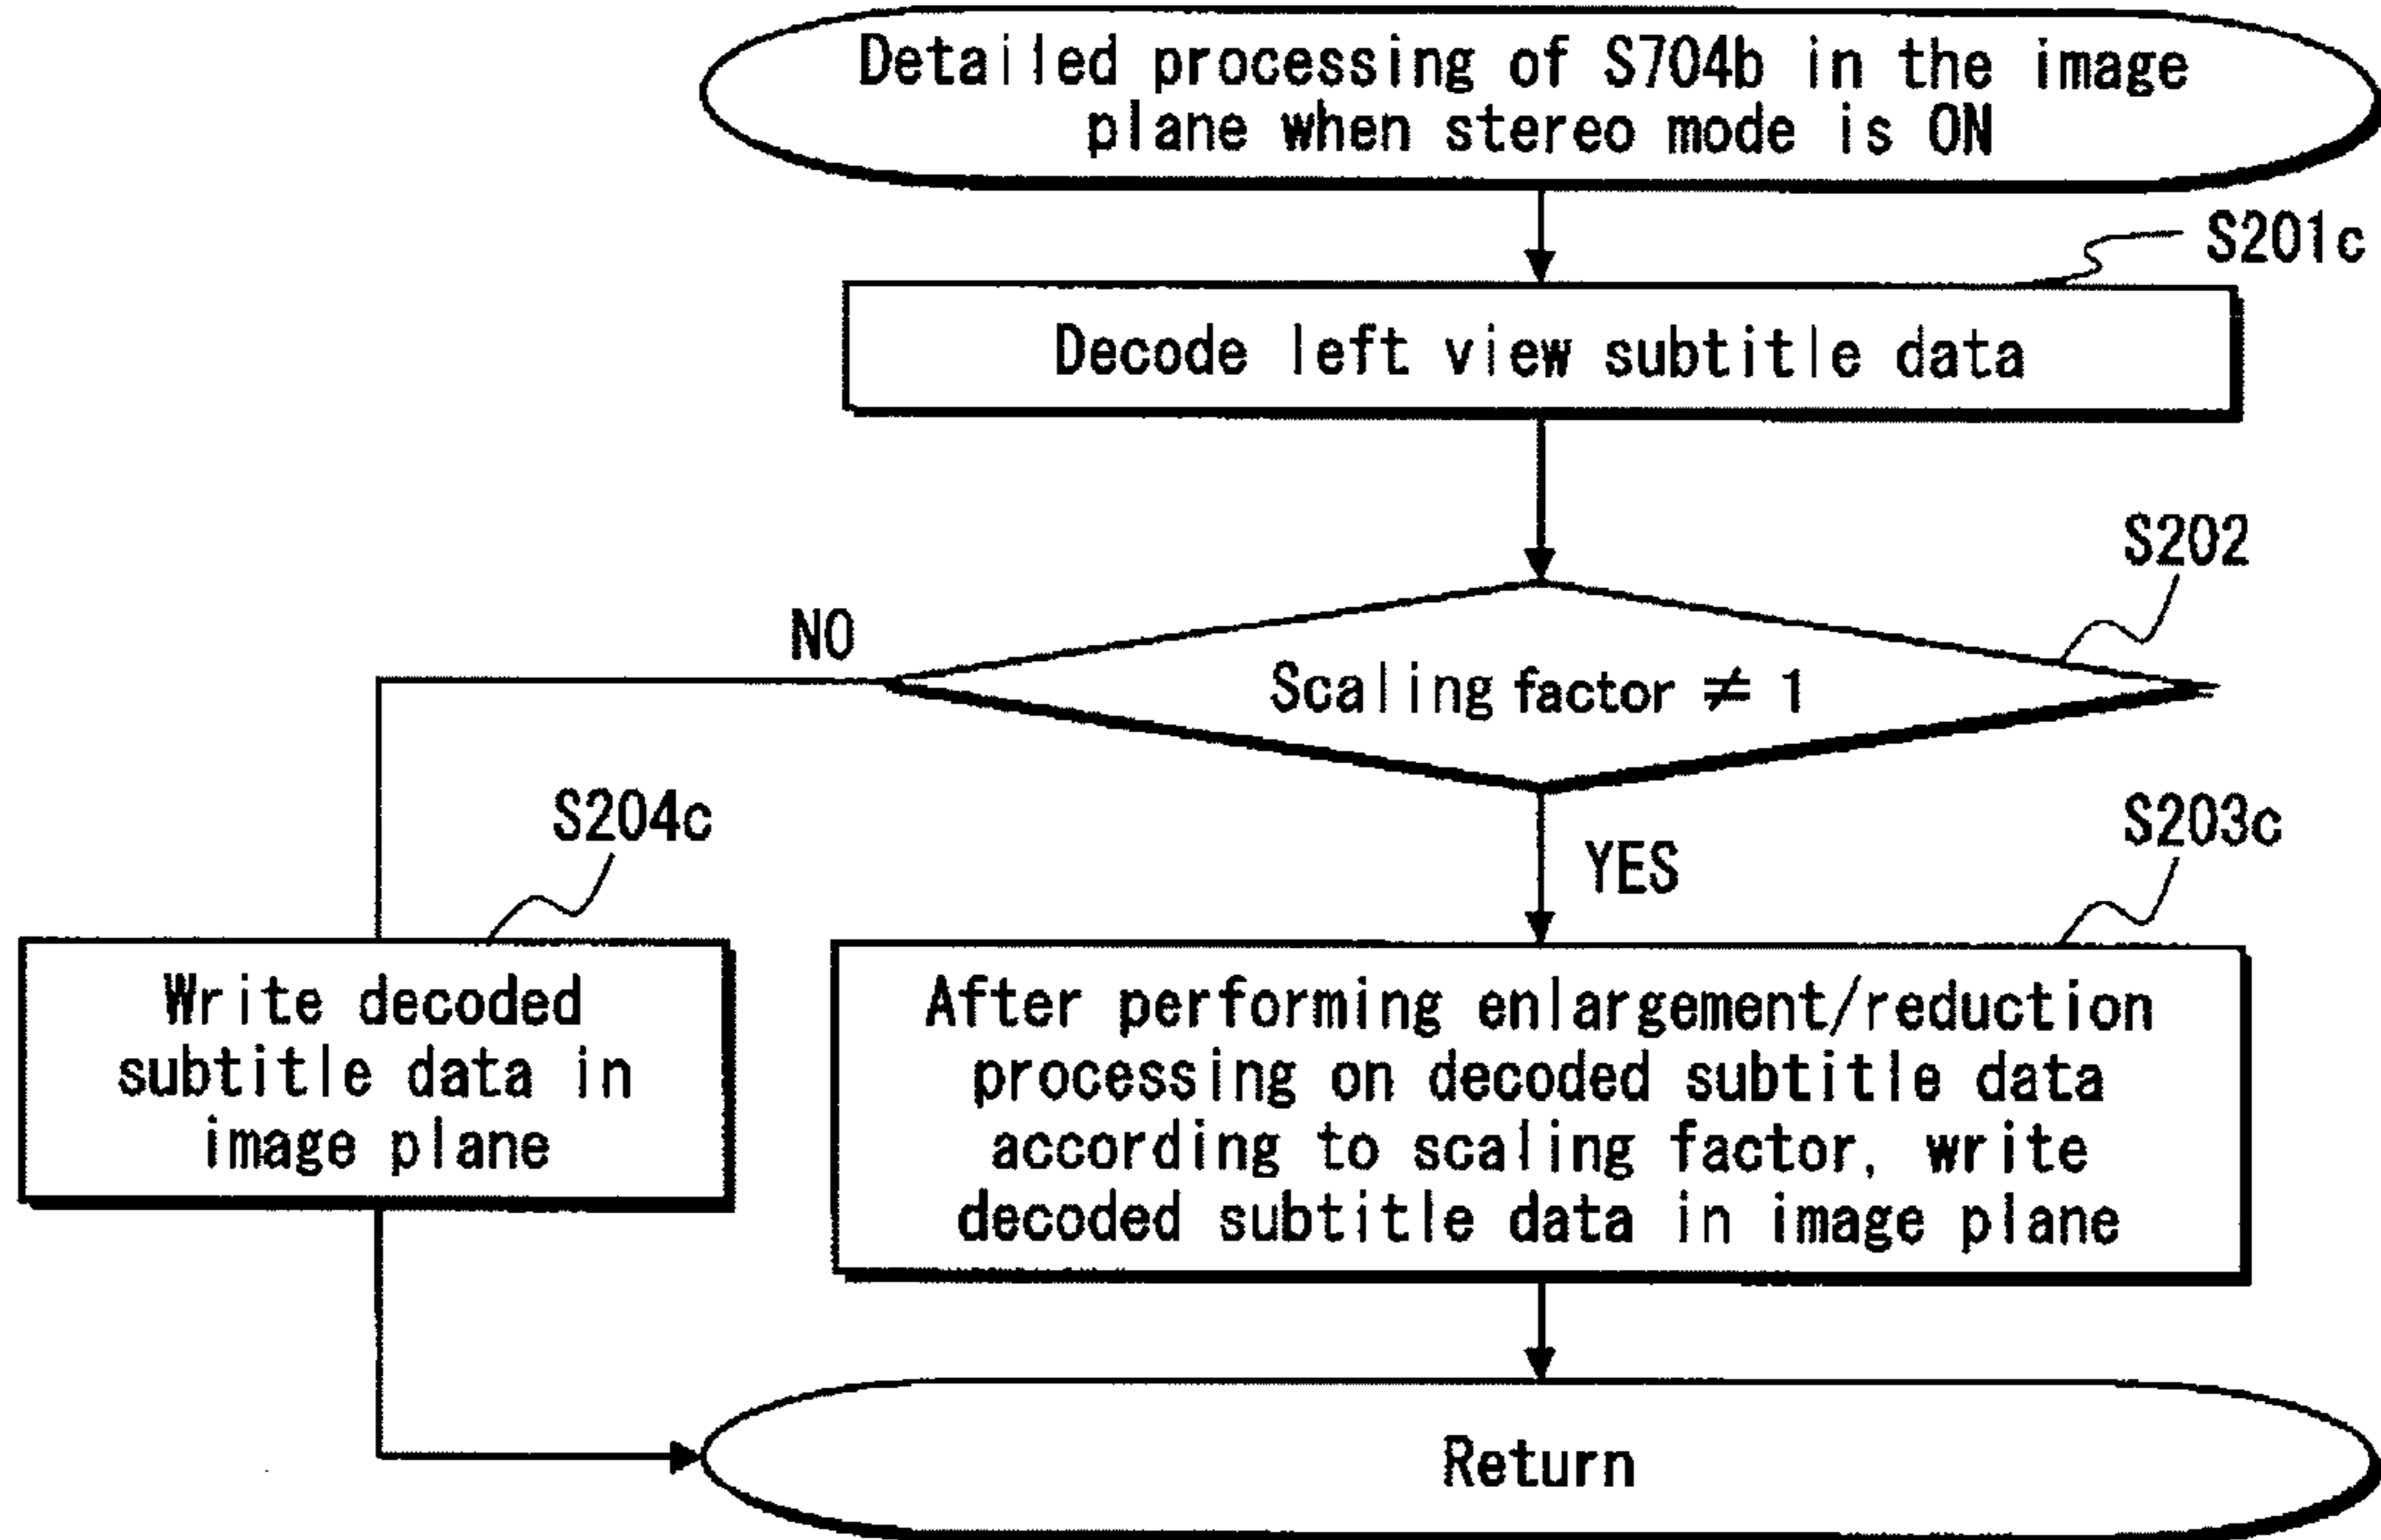 Detailed processing of S704b in the image
plane when stereo mode is ON
S201c
Decode left view subtitle data
S202
NO
Scaling factor ≠ 1
S204c
S203c
YES
Write decoded
subtitle data in
image plane
After performing enlargement/reduction
processing on decoded subtitle data
according to scaling factor, write
decoded subtitle data in image plane
Return